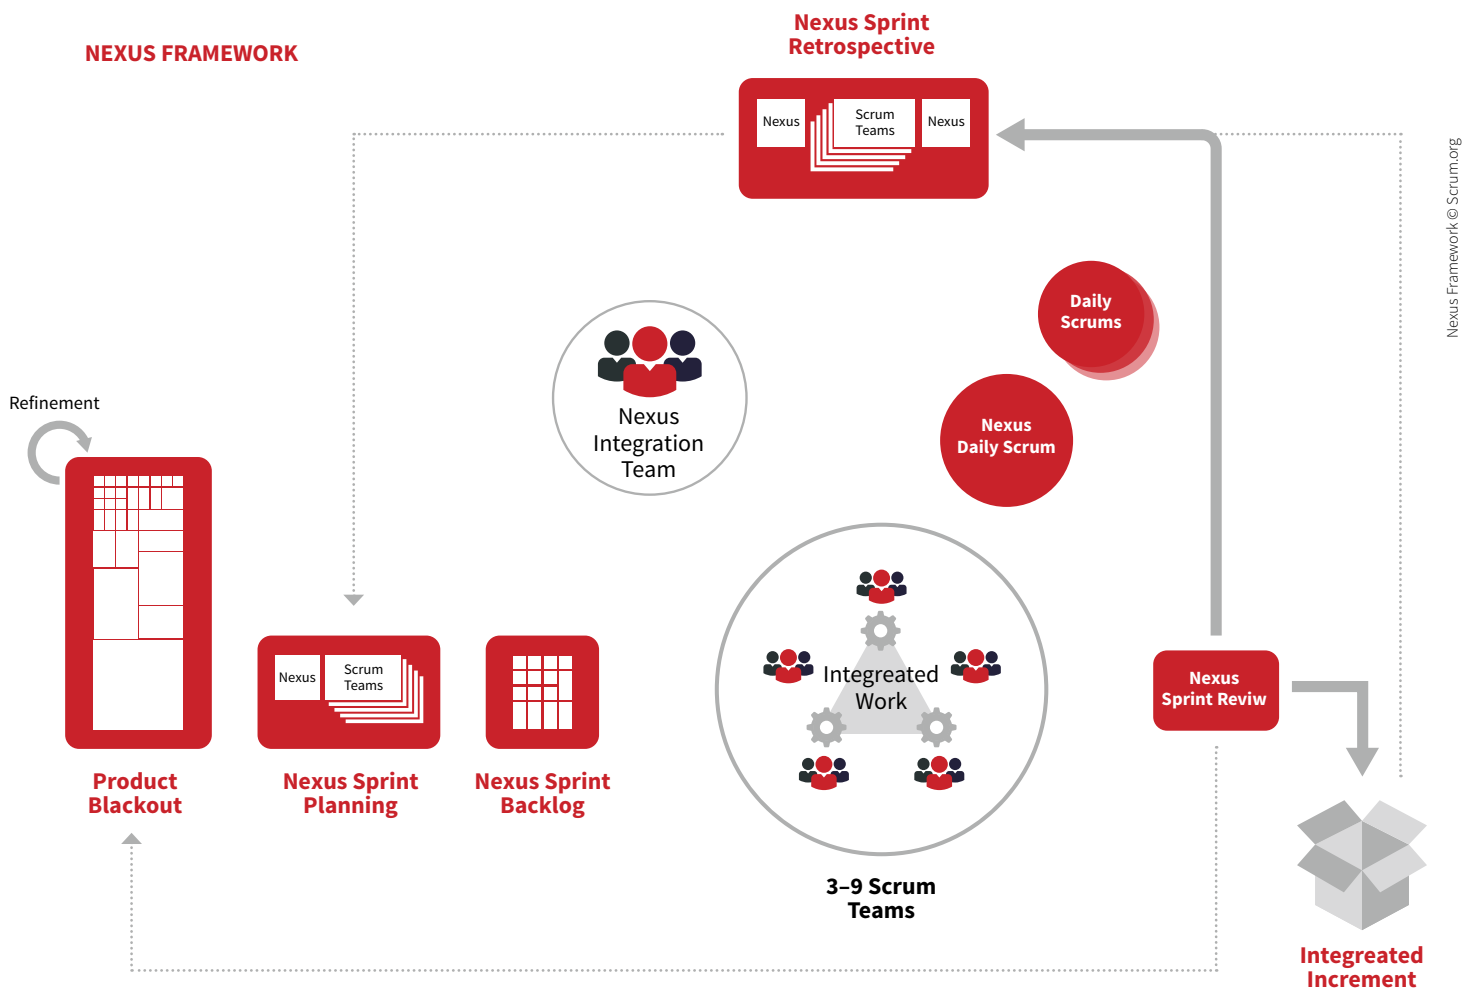 NEXUS FRAMEWORK
Nexus Sprint
Retrospective
Nexus
Scrum
Teams
Nexus
Nexus Framework © Scrum.org
Daily
Scrums
Nexus
Daily Scrum
Nexus
Integration
Team
Refinement
Nexus
Scrum
Teams
Integreated
Work
Nexus
Sprint Reviw
Product
Blackout
Nexus Sprint
Planning
Nexus Sprint
Backlog
3–9 Scrum
Teams
Integreated
Increment